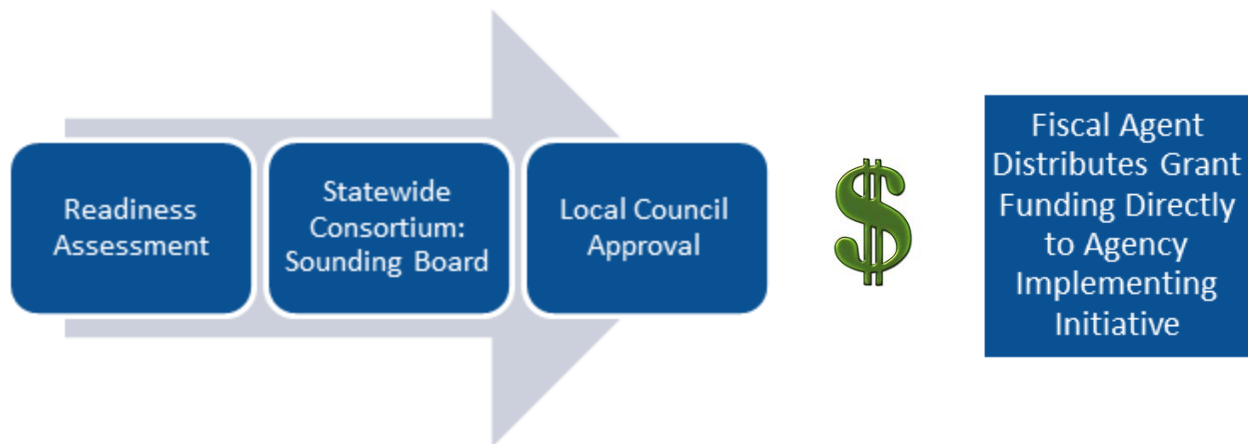 Readiness
Assessment
Statewide
Consortium:
Sounding Board
Local Council
Approval
$
Fiscal Agent
Distributes Grant
Funding Directly
to Agency
Implementing
Initiative